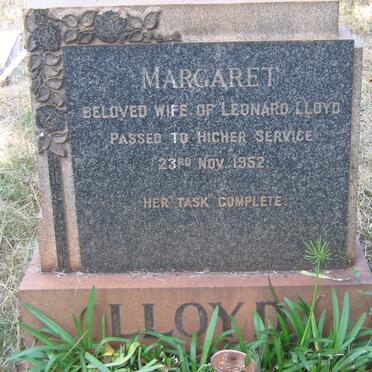 MARGARET
BELOVED WIFE OF LEONARD LLOYD
PASSED TO HIGHER SERVICE
23RD NOV. 1952.
HER TASK COMPLETE
LLOYD